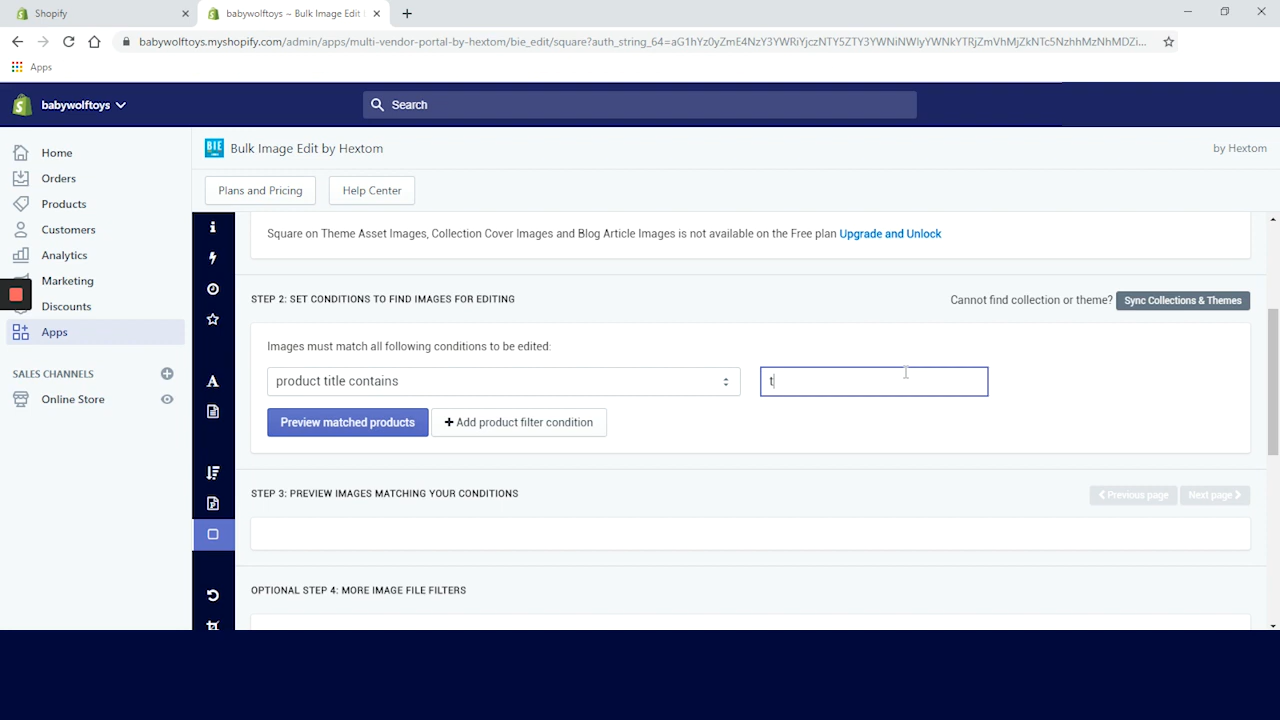 Shopify
babywolftoys ~ Bulk Image Edit
babywolftoys.myshopify.com/admin/apps/multi-vendor-portal-by-hextom/bie_edit/square?auth_string_64=
Apps
babywolftoys
Search
Home
Orders
Products
Customers
Analytics
Marketing
Discounts
Apps
SALES CHANNELS
Online Store
BIE
Bulk Image Edit by Hextom
by Hextom
Plans and Pricing
Help Center
Square on Theme Asset Images, Collection Cover Images and Blog Article Images is not available on the Free plan Upgrade and Unlock
STEP 2: SET CONDITIONS TO FIND IMAGES FOR EDITING
Cannot find collection or theme? Sync Collections & Themes
Images must match all following conditions to be edited:
product title contains
t
Preview matched products
Add product filter condition
STEP 3: PREVIEW IMAGES MATCHING YOUR CONDITIONS
Previous page
Next page
OPTIONAL STEP 4: MORE IMAGE FILE FILTERS